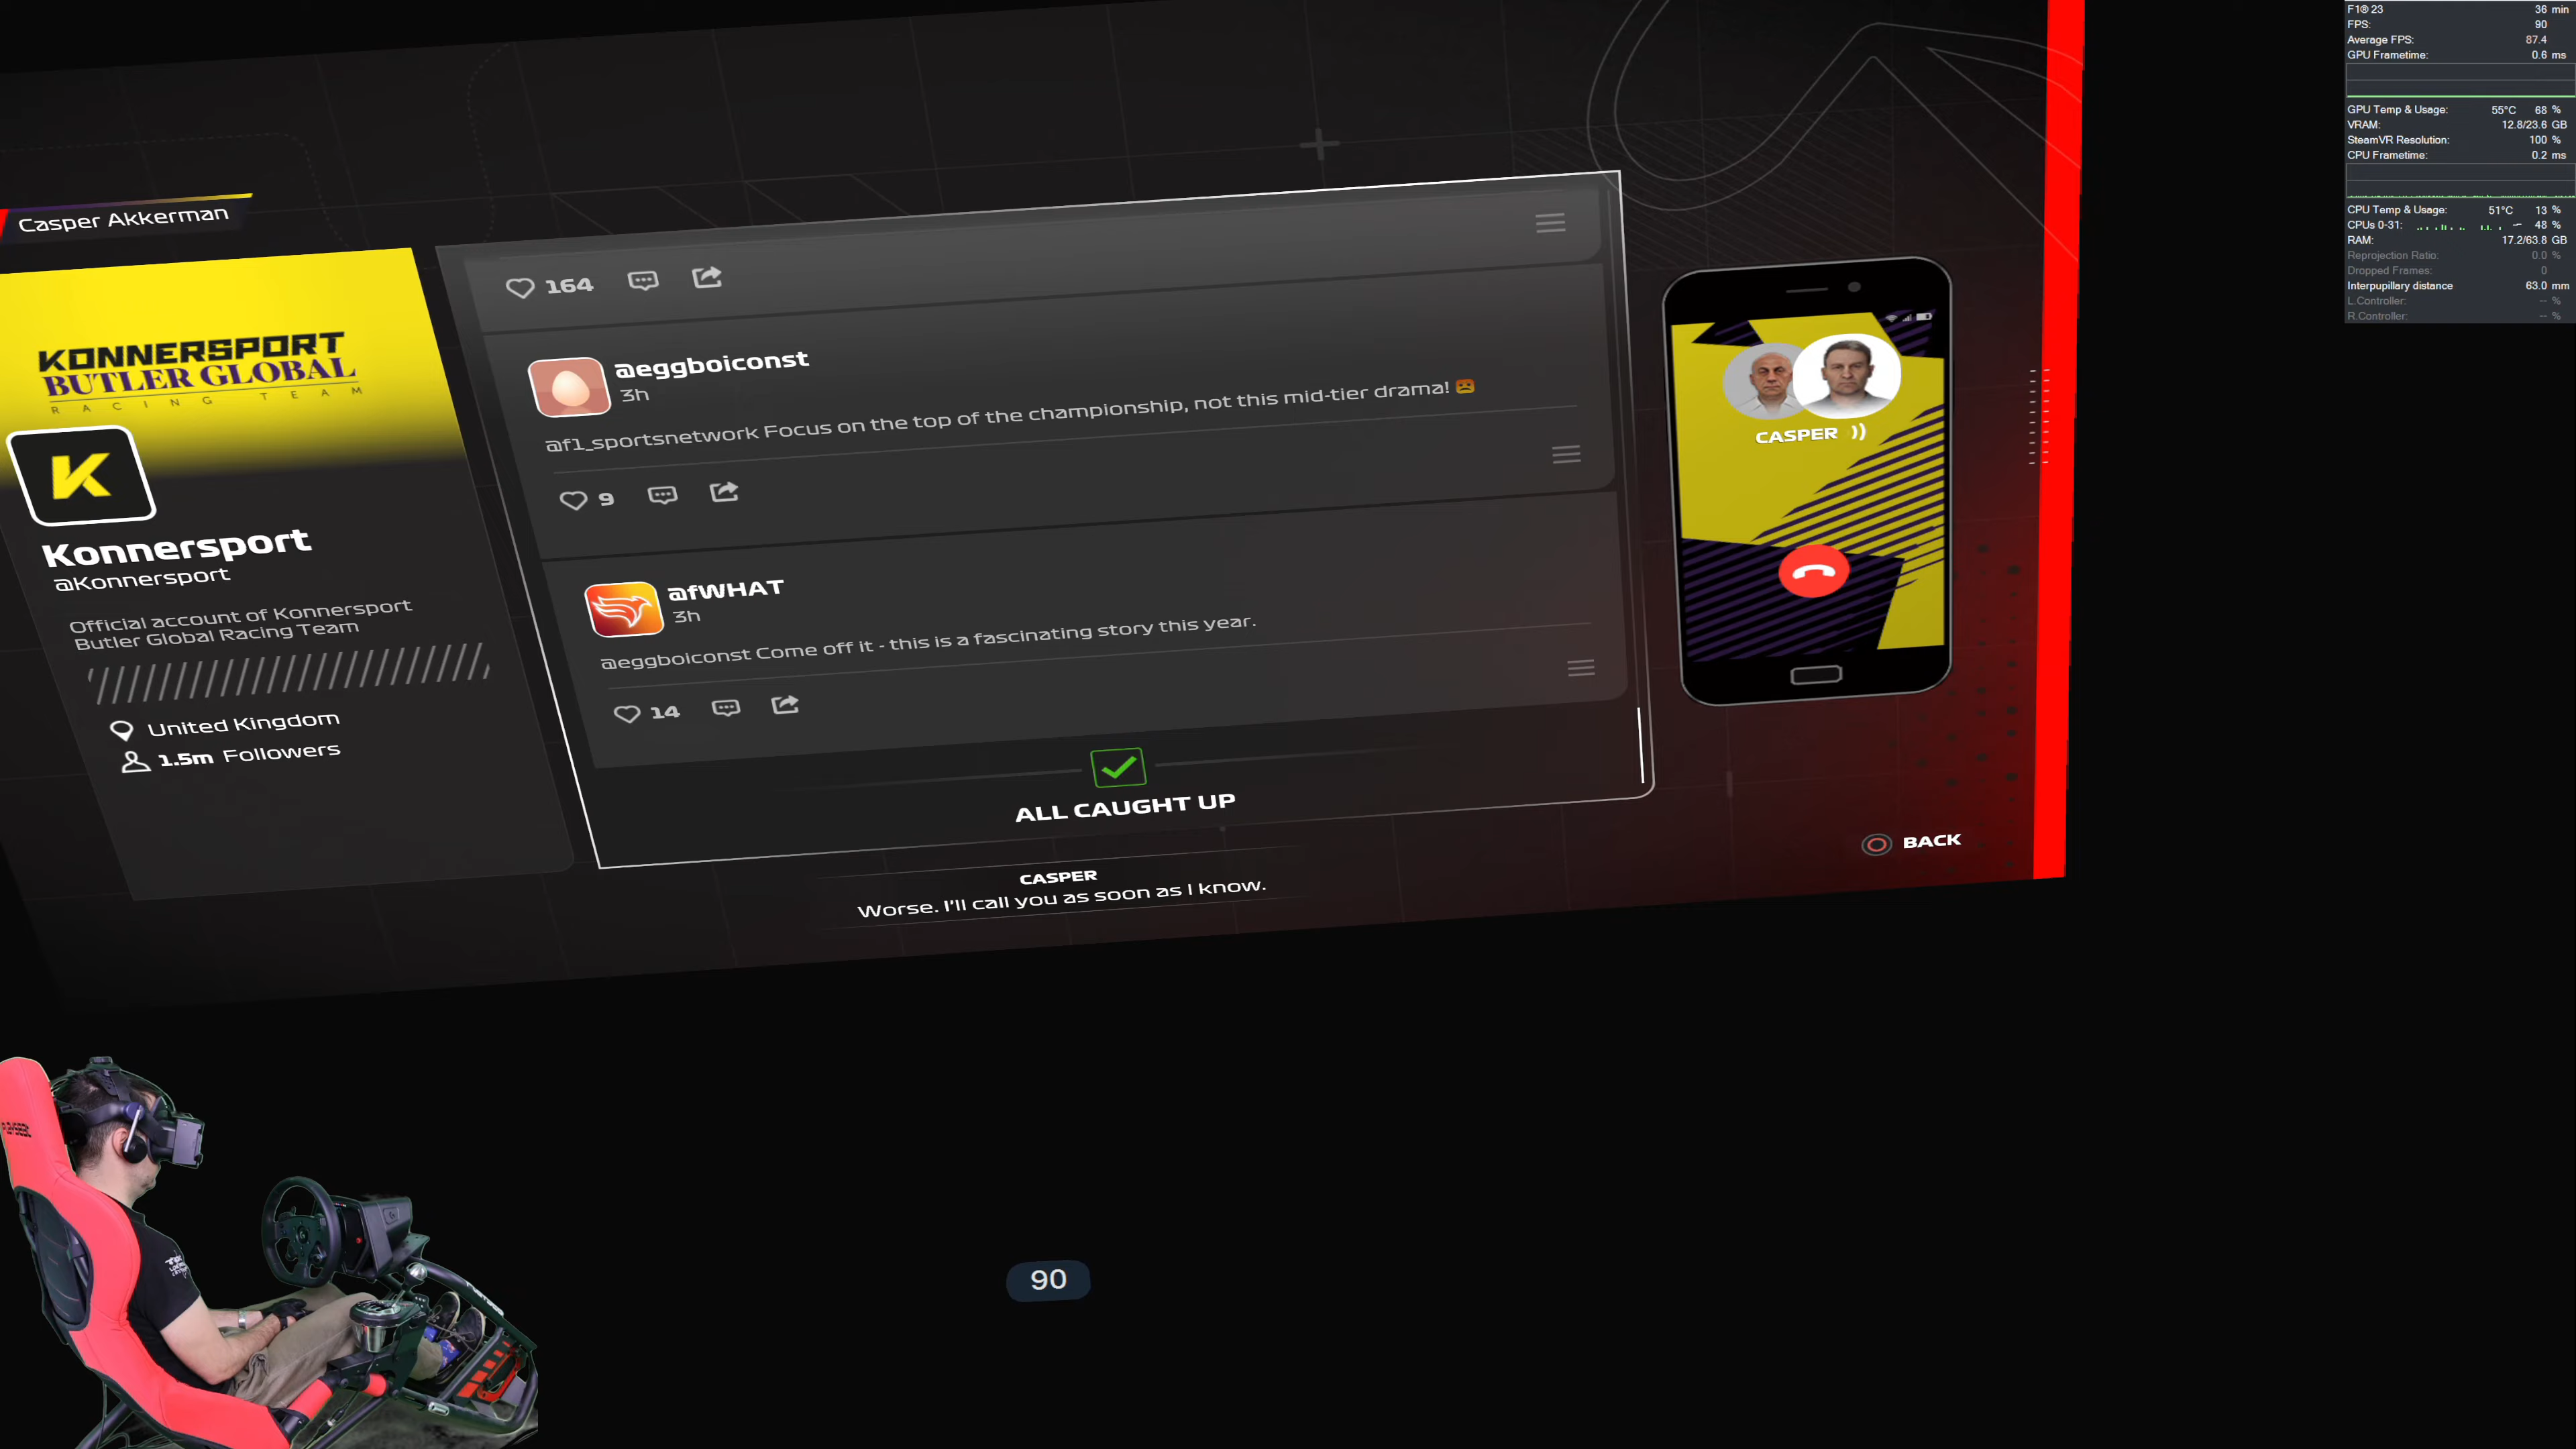 F1® 23 36 min
FPS: 90
Average FPS: 87.4
GPU Frametime: 0.6 ms
GPU Temp & Usage: 55°C 68 %
VRAM: 12.8/23.6 GB
SteamVR Resolution: 100 %
CPU Frametime: 0.2 ms
CPU Temp & Usage: 51°C 13 %
CPUs 0-31: 48 %
RAM: 17.2/63.8 GB
Reprojection Ratio: 0.0 %
Dropped Frames: 0
Interpupillary distance 63.0 mm
L.Controller: -- %
R.Controller: -- %
Casper Akkerman
KONNERSPORT
BUTLER GLOBAL
RACING TEAM
K
Konnersport
@Konnersport
Official account of Konnersport
Butler Global Racing Team
United Kingdom
1.5m Followers
164
@eggboiconst
3h
@f1_sportsnetwork Focus on the top of the championship, not this mid-tier drama! 😡
9
@fWHAT
3h
@eggboiconst Come off it - this is a fascinating story this year.
14
ALL CAUGHT UP
CASPER
BACK
CASPER
Worse. I'll call you as soon as I know.
90